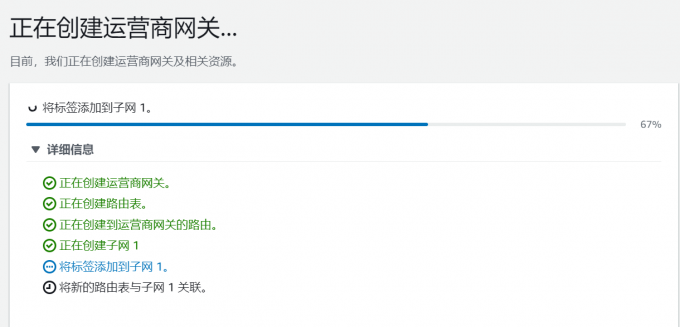 正在创建运营商网关...
目前，我们正在创建运营商网关及相关资源。
将标签添加到子网 1。
67%
详细信息
正在创建运营商网关。
正在创建路由表。
正在创建到运营商网关的路由。
正在创建子网 1
将标签添加到子网 1。
将新的路由表与子网 1 关联。